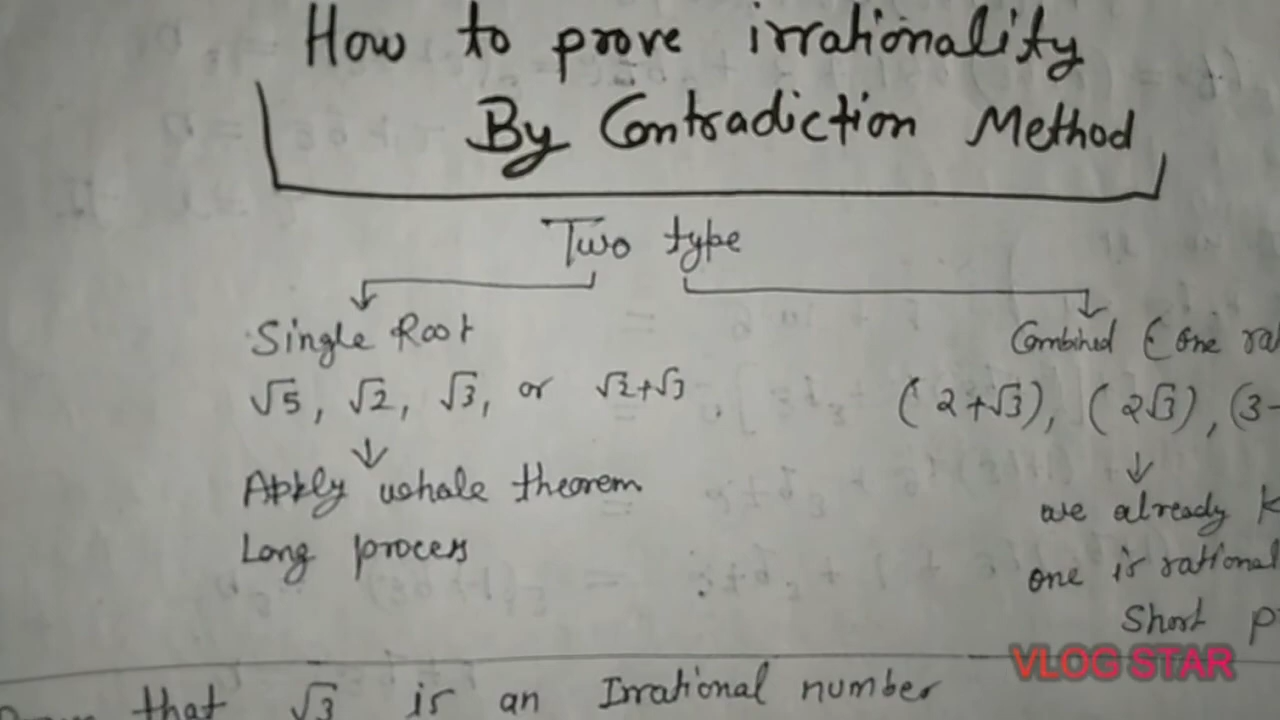 How to prove irrationality
By Contradiction Method
Two type
Single Root
√5, √2, √3, or √2+√3
Apply whole theorem
Long process
Combined (one
(2+√3), (2√3), (3-
we already
one is rational
Short
VLOG STAR
that √3 is an Irrational number